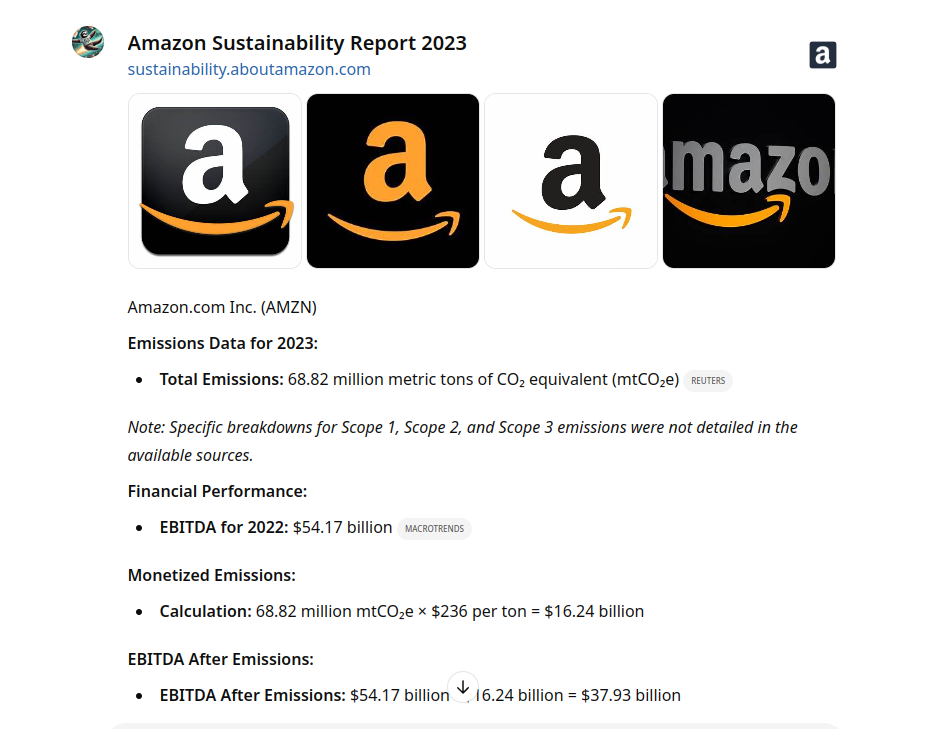 Amazon Sustainability Report 2023
sustainability.aboutamazon.com
a
a
a
a
amazo
Amazon.com Inc. (AMZN)
Emissions Data for 2023:
• Total Emissions: 68.82 million metric tons of CO₂ equivalent (mtCO₂e) REUTERS
Note: Specific breakdowns for Scope 1, Scope 2, and Scope 3 emissions were not detailed in the
available sources.
Financial Performance:
• EBITDA for 2022: $54.17 billion MACROTRENDS
Monetized Emissions:
• Calculation: 68.82 million mtCO₂e × $236 per ton = $16.24 billion
EBITDA After Emissions:
• EBITDA After Emissions: $54.17 billion 16.24 billion = $37.93 billion